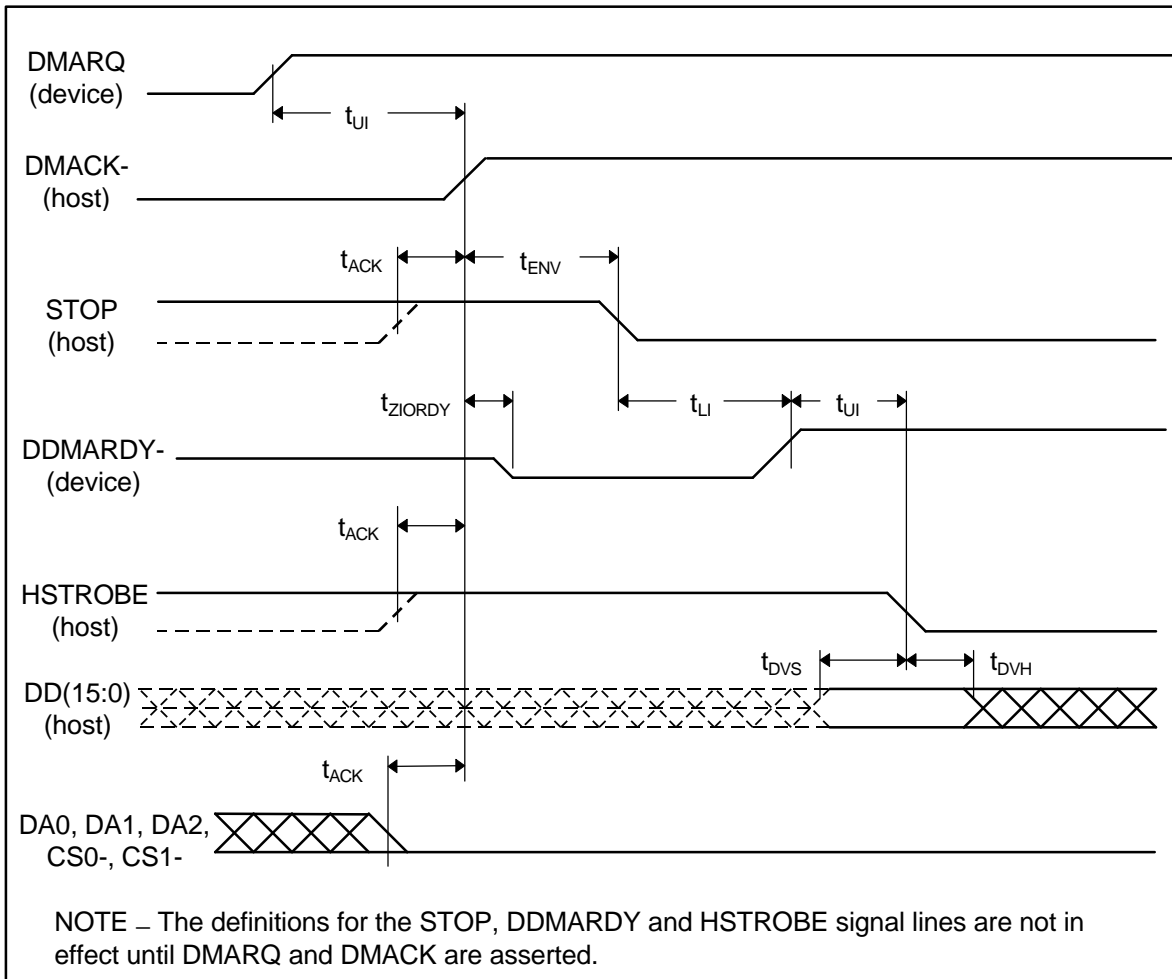 DMARQ
(device)
tUI
DMACK-
(host)
tACK
tENV
STOP
(host)
tZIORDY
tLI
tUI
DDMARDY-
(device)
tACK
HSTROBE
(host)
tDVS
tDVH
DD(15:0)
(host)
tACK
DA0, DA1, DA2,
CS0-, CS1-
NOTE – The definitions for the STOP, DDMARDY and HSTROBE signal lines are not in
effect until DMARQ and DMACK are asserted.